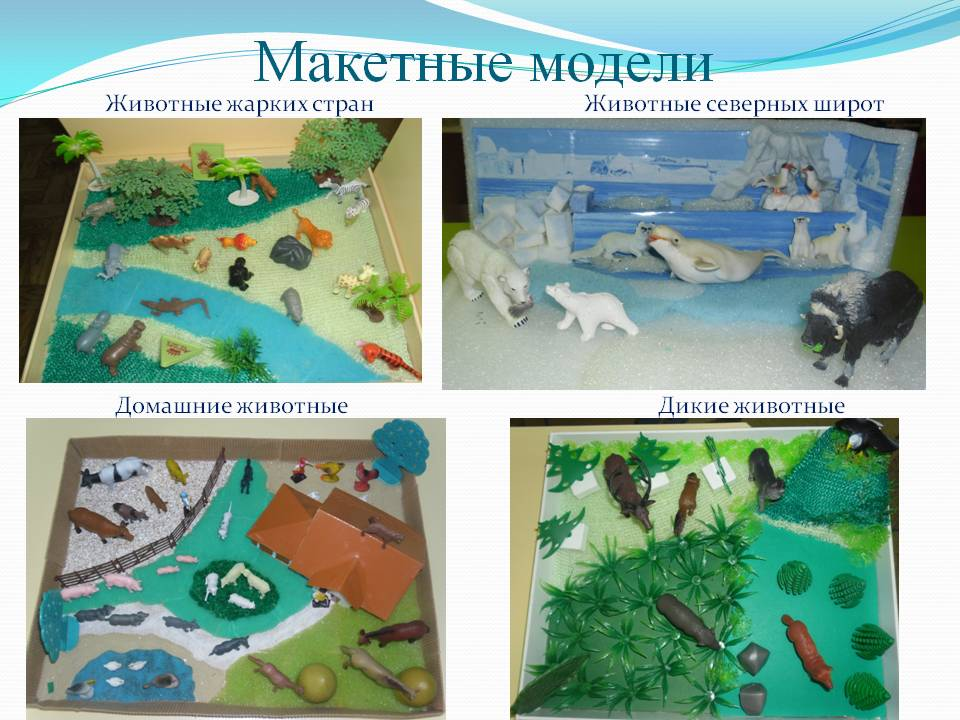 Макетные модели
Животные жарких стран
Животные северных широт
Домашние животные
Дикие животные